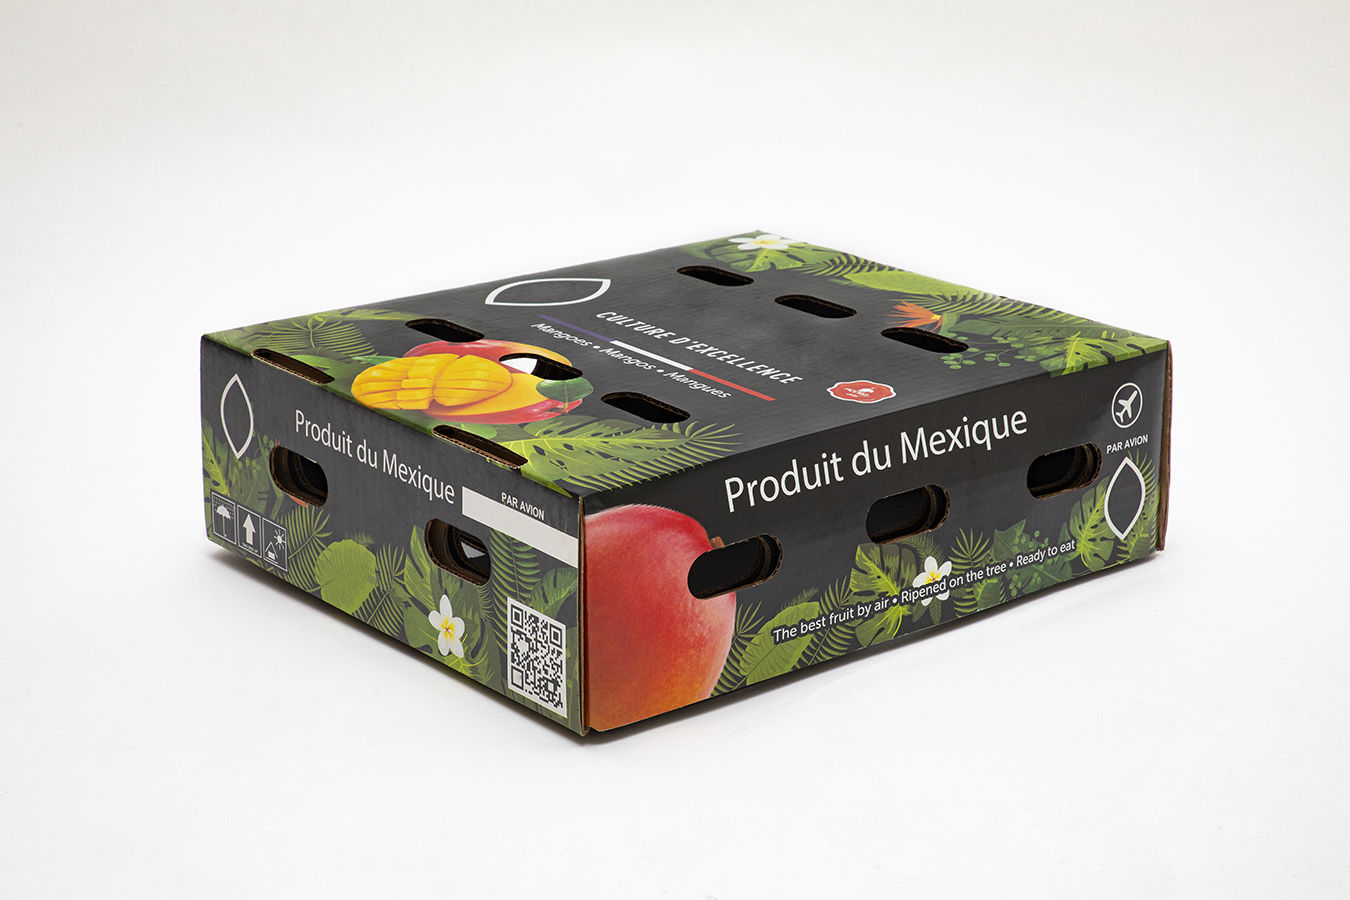 CULTURE D'EXCELLENCE
Mangoes • Mangos • Mangues
Produit du Mexique
PAR AVION
Produit du Mexique
PAR AVION
The best fruit by air • Ripened on the tree • Ready to eat